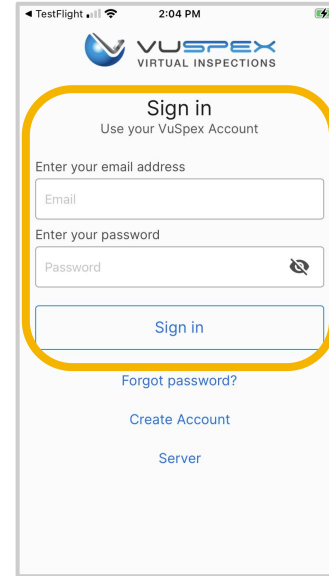 ◀ TestFlight 2:04 PM
VUSPEX
VIRTUAL INSPECTIONS
Sign in
Use your VuSpex Account
Enter your email address
Email
Enter your password
Password
Sign in
Forgot password?
Create Account
Server